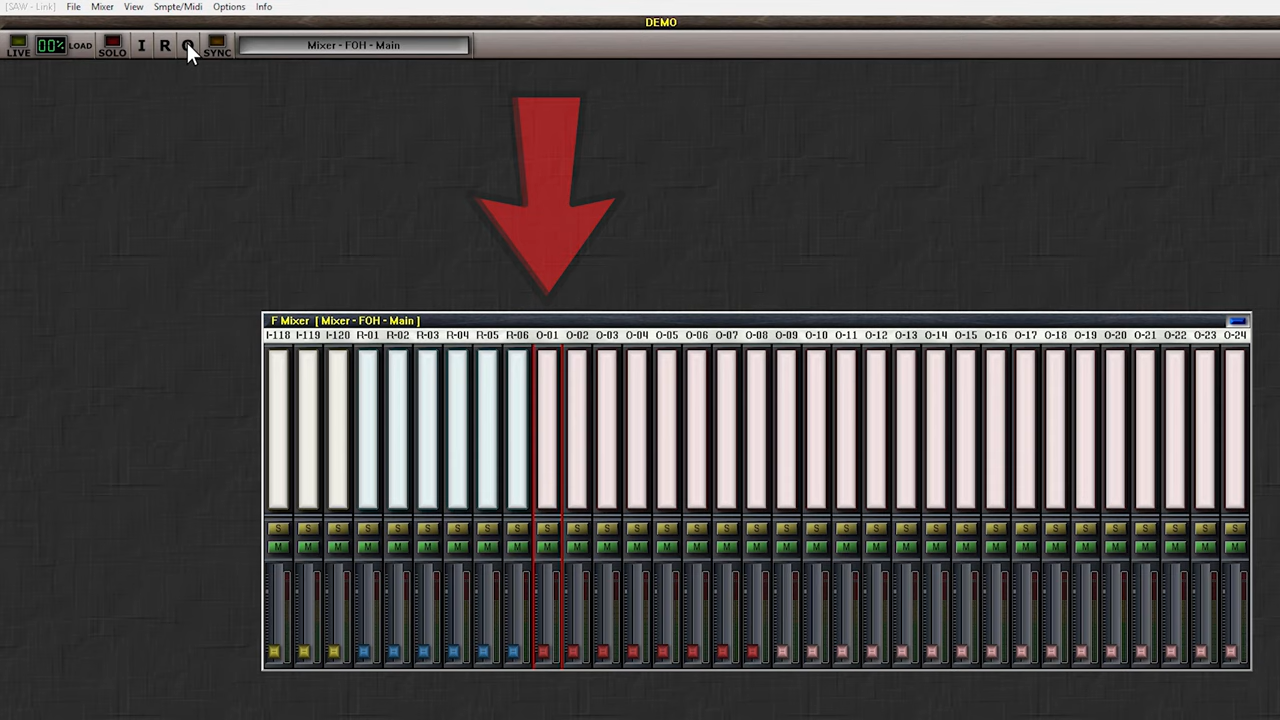 [SAW - Link] File Mixer View Smpte/Midi Options Info
DEMO
LIVE 00% LOAD SOLO I R O SYNC Mixer - FOH - Main
F Mixer [ Mixer - FOH - Main ]
I-118 I-119 I-120 R-01 R-02 R-03 R-04 R-05 R-06 O-01 O-02 O-03 O-04 O-05 O-06 O-07 O-08 O-09 O-10 O-11 O-12 O-13 O-14 O-15 O-16 O-17 O-18 O-19 O-20 O-21 O-22 O-23 O-24
S S S S S S S S S S S S S S S S S S S S S S S S S S S S S S S S S
M M M M M M M M M M M M M M M M M M M M M M M M M M M M M M M M M